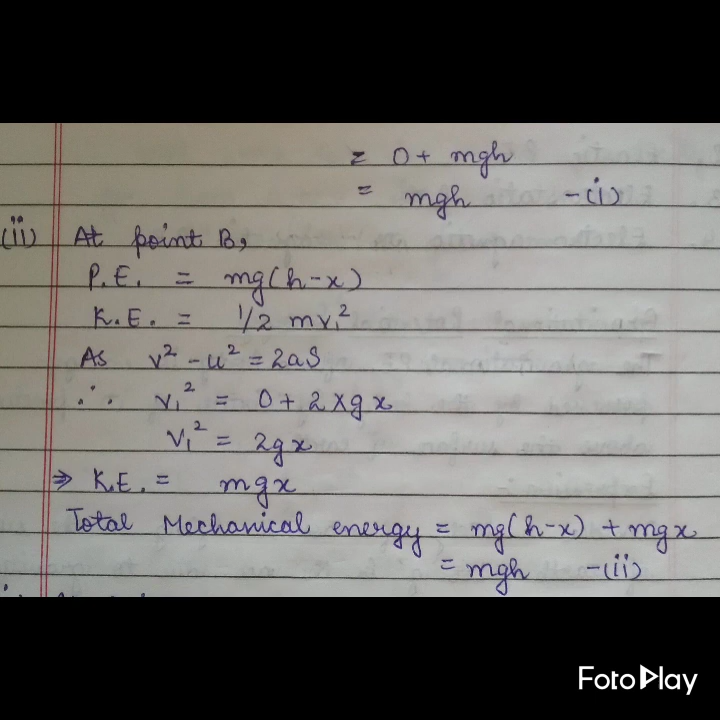 = 0 + mgh
= mgh -(i)
(ii) At point B,
P.E. = mg(h-x)
K.E. = 1/2 mv₁²
As v² - u² = 2aS
∴ v₁² = 0 + 2 × gx
v₁² = 2gx
⇒ K.E. = mgx
Total Mechanical energy = mg(h-x) + mgx
= mgh -(ii)
FotoPlay